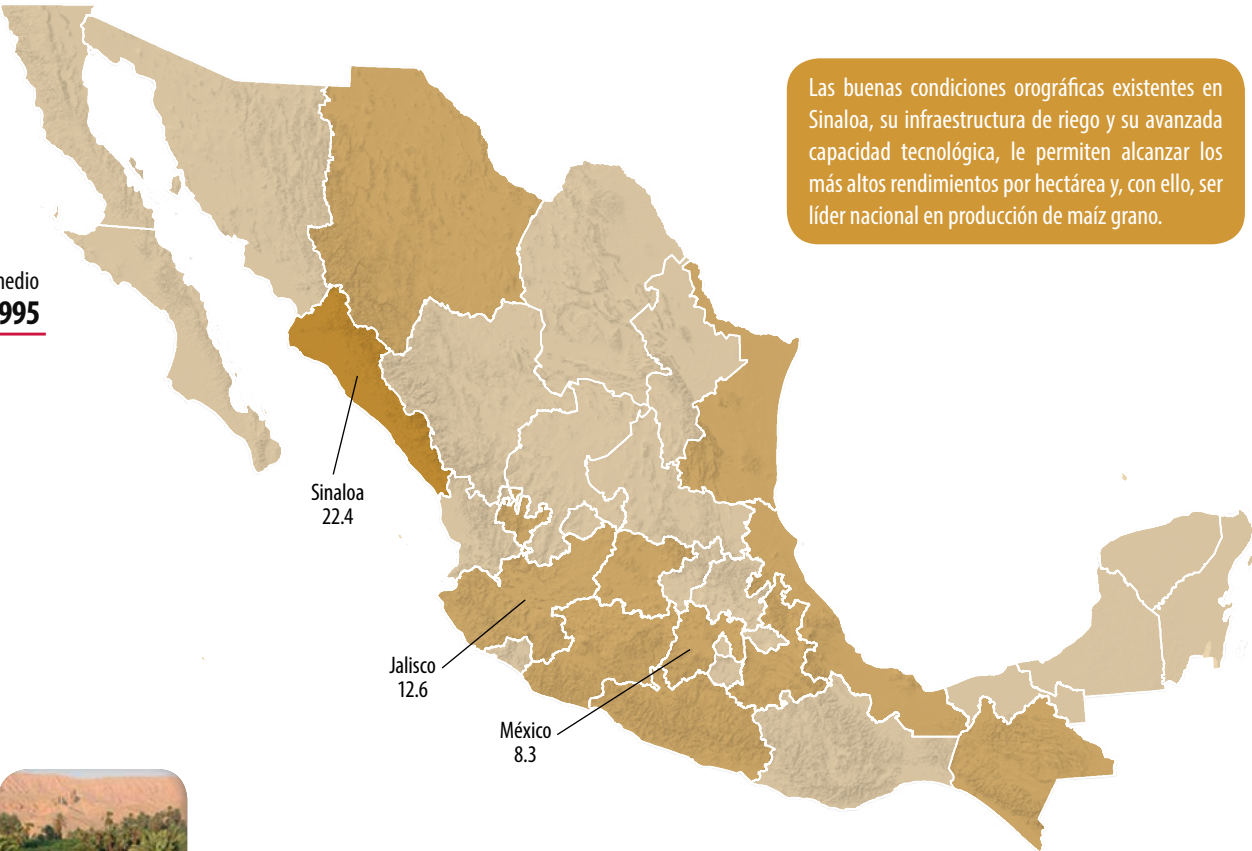 Las buenas condiciones orográficas existentes en
Sinaloa, su infraestructura de riego y su avanzada
capacidad tecnológica, le permiten alcanzar los
más altos rendimientos por hectárea y, con ello, ser
líder nacional en producción de maíz grano.
nedio
995
Sinaloa
22.4
Jalisco
12.6
México
8.3